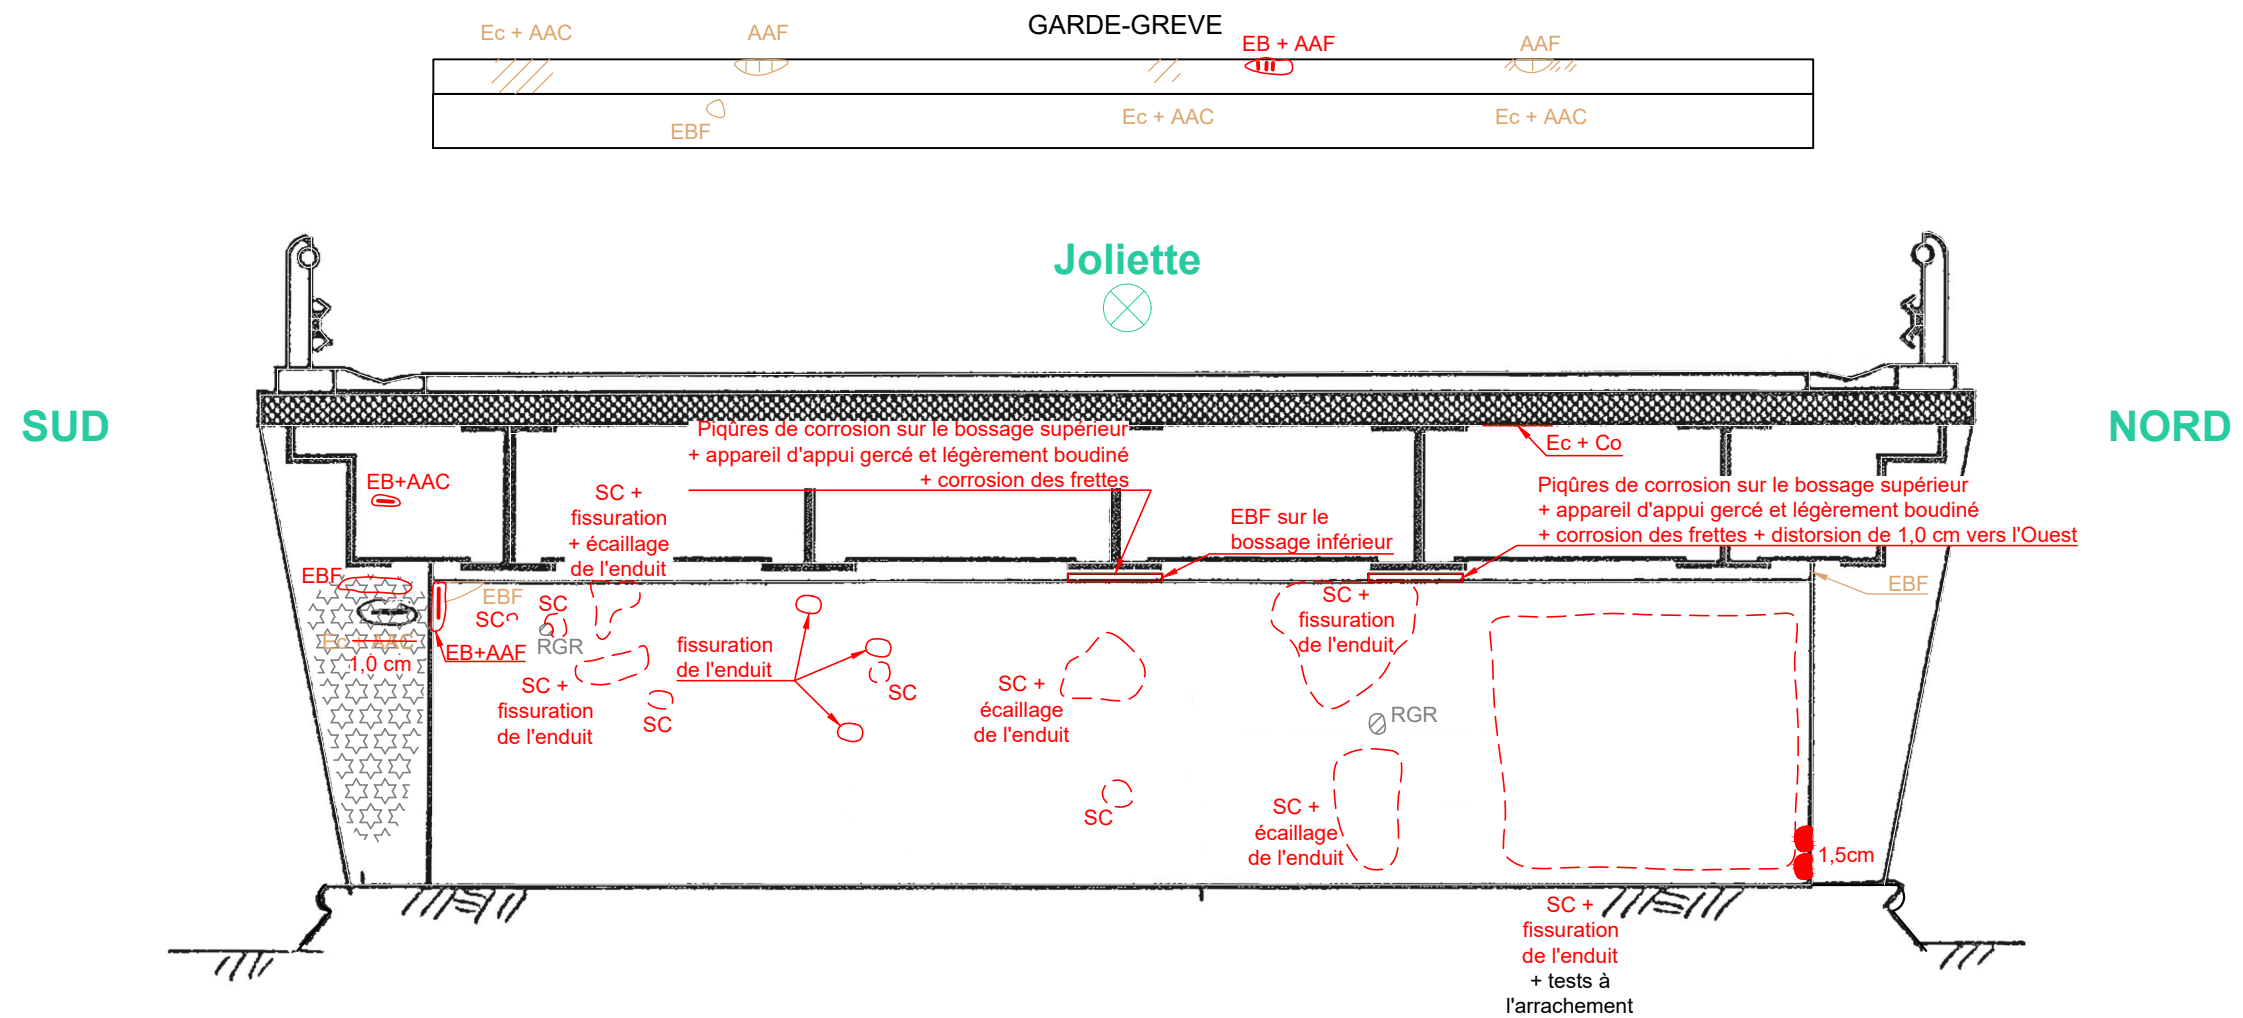 GARDE-GREVE
Ec + AAC
AAF
EB + AAF
AAF
EBF
Ec + AAC
Ec + AAC
Joliette
SUD
NORD
Piqûres de corrosion sur le bossage supérieur
+ appareil d'appui gercé et légèrement boudiné
+ corrosion des frettes
Ec + Co
EB+AAC
SC +
fissuration
+ écaillage
de l'enduit
EBF sur le
bossage inférieur
Piqûres de corrosion sur le bossage supérieur
+ appareil d'appui gercé et légèrement boudiné
+ corrosion des frettes + distorsion de 1,0 cm vers l'Ouest
EBF
EBF
EBF
SC
SC
RGR
Ec + AAC
1,0 cm
EB+AAF
fissuration
de l'enduit
SC +
fissuration
de l'enduit
SC +
fissuration
de l'enduit
SC
SC
SC +
écaillage
de l'enduit
RGR
SC
SC +
écaillage
de l'enduit
1,5cm
SC +
fissuration
de l'enduit
+ tests à
l'arrachement